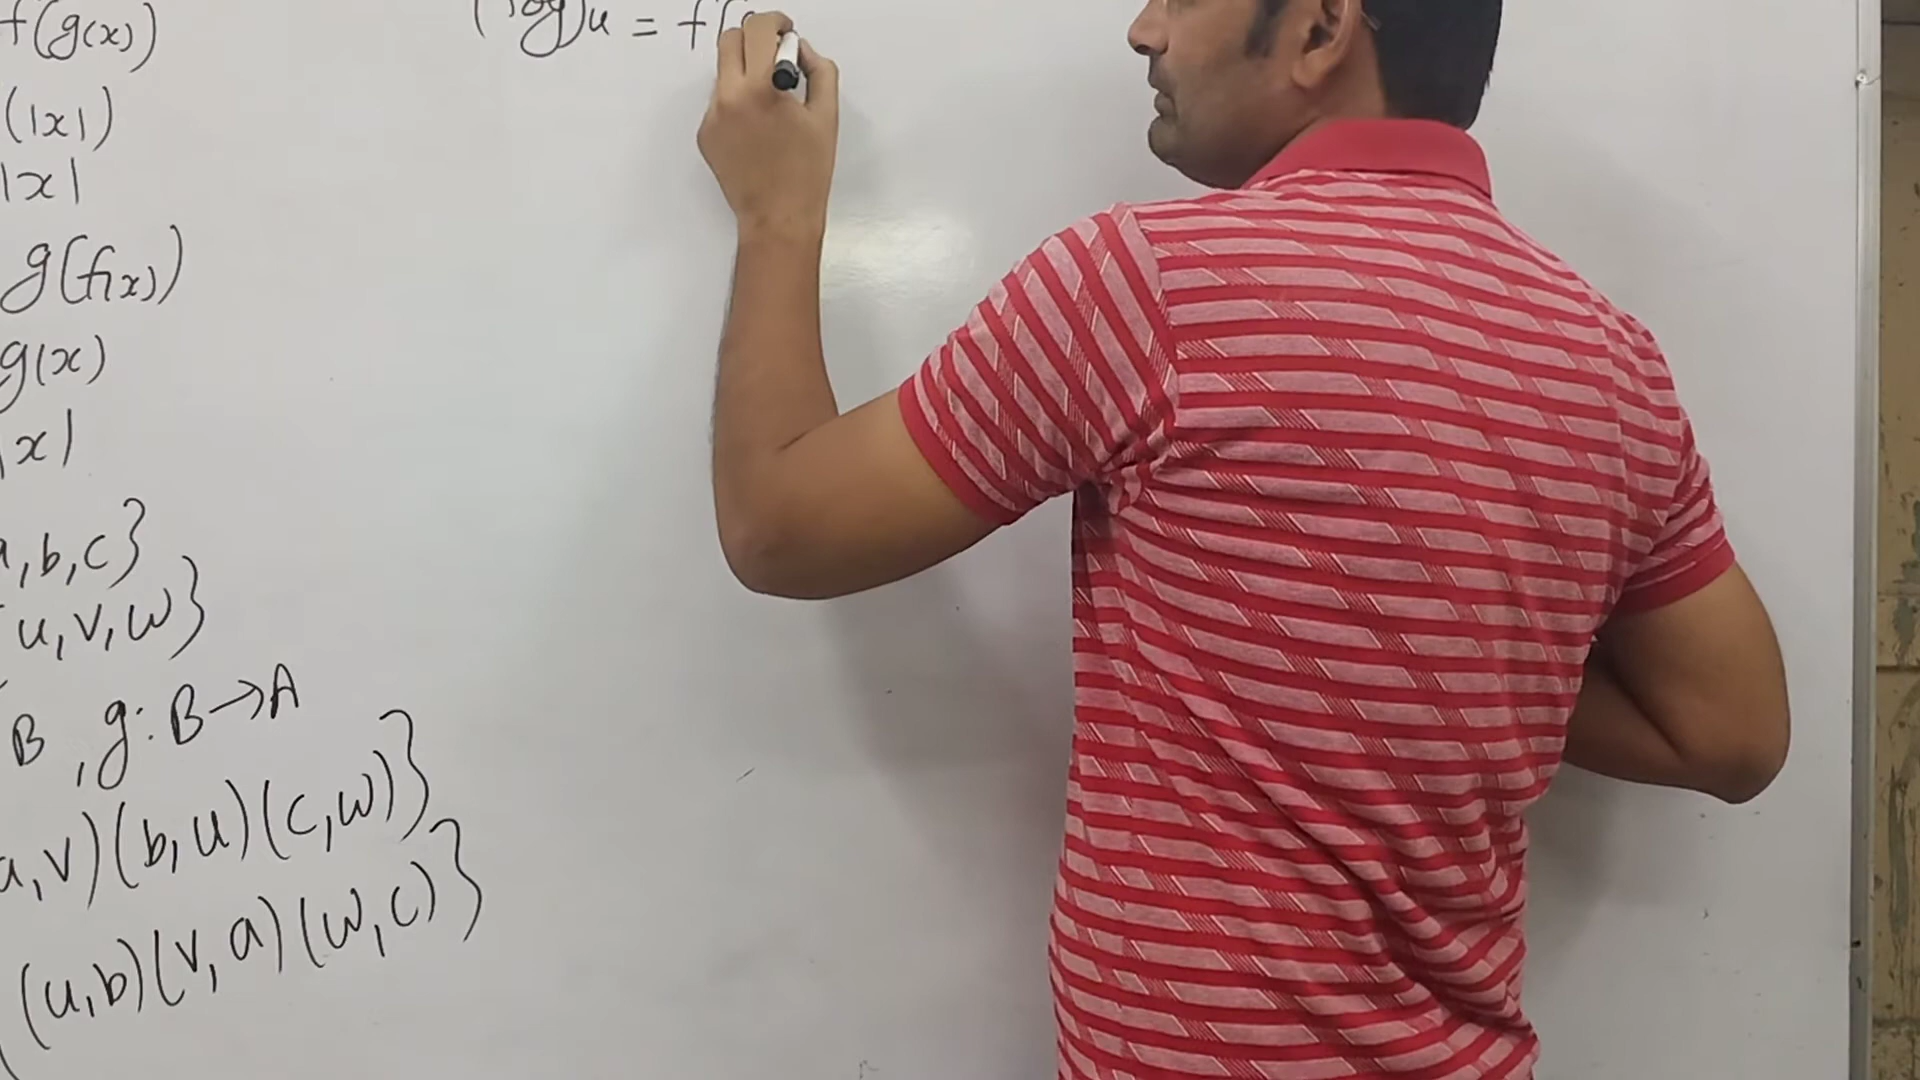 f(g(x))
(|x|)
|x|
g(f(x))
g(x)
|x|
a, b, c}
u, v, w}
B , g: B→A
a, v) (b, u) (c, w)}
(u, b) (v, a) (w, c)}
(fog)u = f(